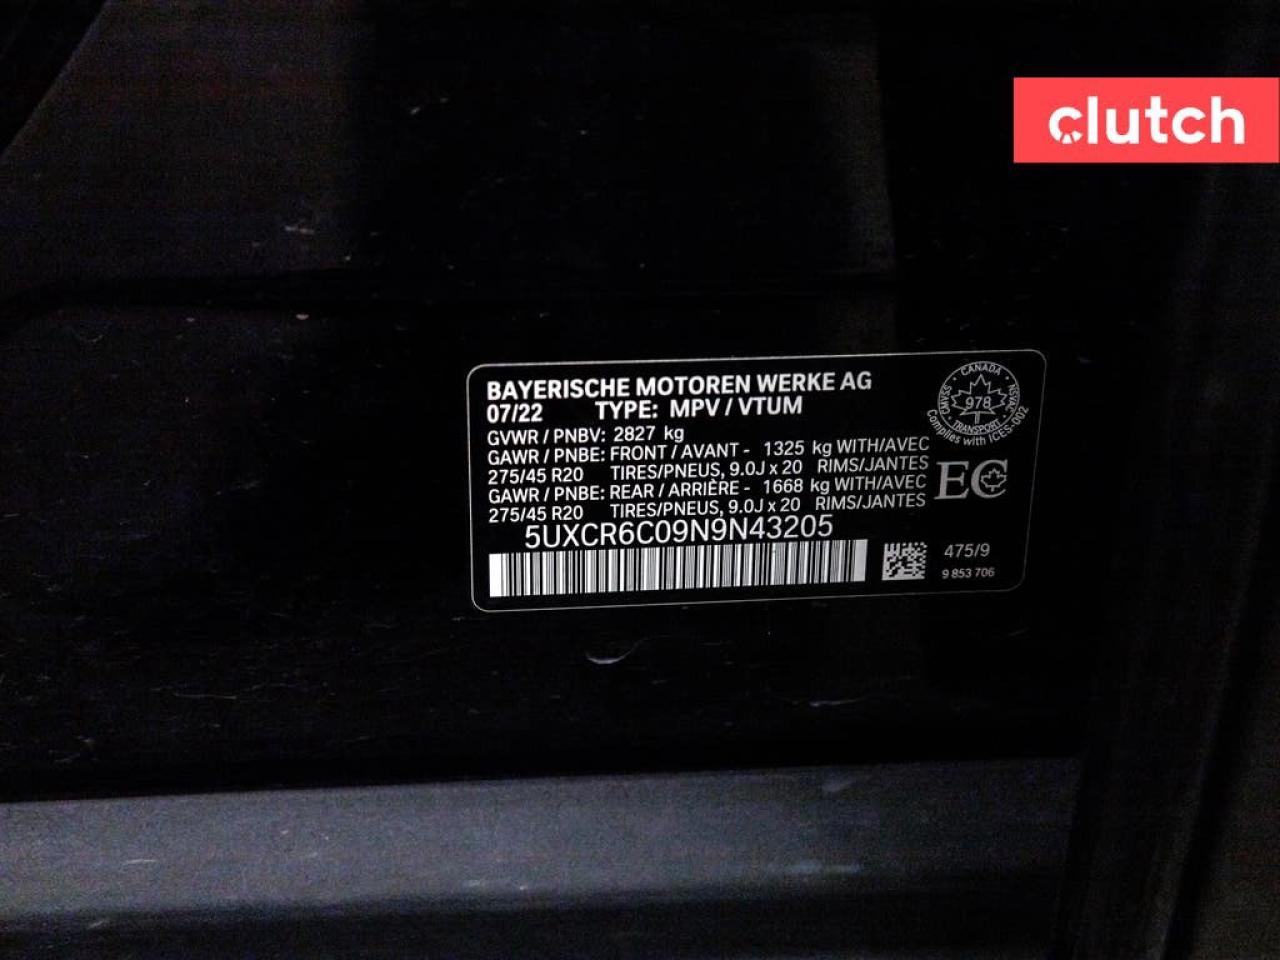 clutch
BAYERISCHE MOTOREN WERKE AG
07/22 TYPE: MPV / VTUM
GVWR / PNBV: 2827 kg
GAWR / PNBE: FRONT / AVANT - 1325 kg WITH/AVEC
275/45 R20 TIRES/PNEUS, 9.0J x 20 RIMS/JANTES
GAWR / PNBE: REAR / ARRIÈRE - 1668 kg WITH/AVEC
275/45 R20 TIRES/PNEUS, 9.0J x 20 RIMS/JANTES
5UXCR6C09N9N43205
CANADA
CMVSS
978
NSVAC
TRANSPORT
Complies with ICES-002
EC
475/9
9 853 706